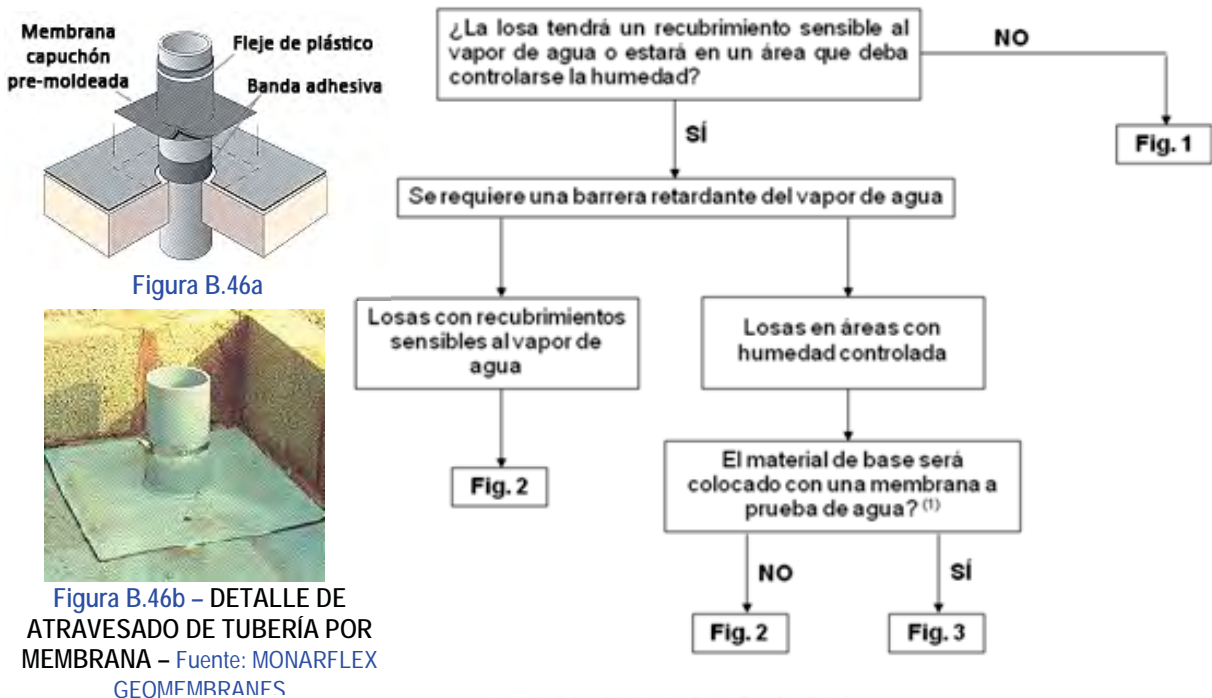 Membrana
capuchón
pre-moldeada
Fleje de plástico
Banda adhesiva
Figura B.46a
Figura B.46b – DETALLE DE
ATRAVESADO DE TUBERÍA POR
MEMBRANA – Fuente: MONARFLEX
GEOMEMBRANES
¿La losa tendrá un recubrimiento sensible al
vapor de agua o estará en un área que deba
controlarse la humedad?
NO
Fig. 1
SÍ
Se requiere una barrera retardante del vapor de agua
Losas con recubrimientos
sensibles al vapor de
agua
Losas en áreas con
humedad controlada
Fig. 2
El material de base será
colocado con una membrana a
prueba de agua? (1)
NO
SÍ
Fig. 2
Fig. 3